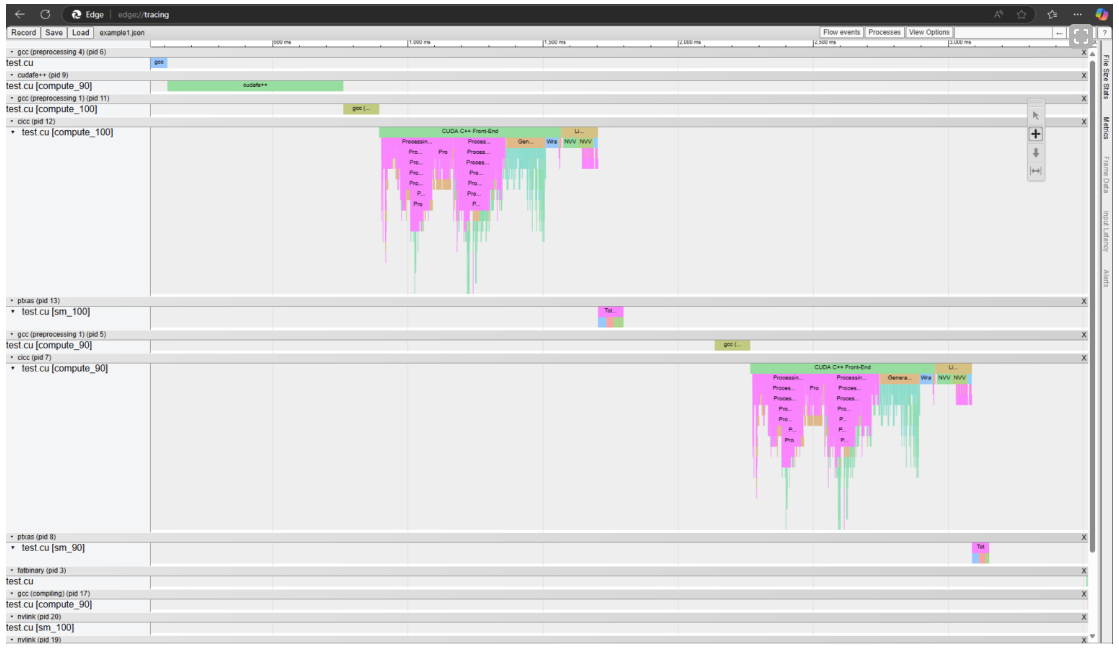 Edge edge://tracing
Record Save Load example1.json Flow events Processes View Options ← ?
500 ms 1,000 ms 1,500 ms 2,000 ms 2,500 ms 3,000 ms
gcc (preprocessing 4) (pid 6) X
test.cu gcc
cudafe++ (pid 9) X
test.cu [compute_90] cudafe++
gcc (preprocessing 1) (pid 11) X
test.cu [compute_100] gcc (...
cicc (pid 12) X
test.cu [compute_100] CUDA C++ Front-End Li...
Processin... Proces... Gen... Wra NVV NVV
Pro... Pro Proces...
Pro... Proces...
Pro... Pro...
Pro... Pro...
P... Pro...
Pro P...
ptxas (pid 13) X
test.cu [sm_100] Tot...
gcc (preprocessing 1) (pid 5) X
test.cu [compute_90] gcc (...
cicc (pid 7) X
test.cu [compute_90] CUDA C++ Front-End Li...
Processin... Processin... Genera... Wra NVV NVV
Proces... Pro Proces...
Proces... Proces...
Pro... Pro...
Pro... P...
P... P...
Pro P...
ptxas (pid 8) X
test.cu [sm_90] Tot
fatbinary (pid 3) X
test.cu
gcc (compiling) (pid 17) X
test.cu [compute_90]
nvlink (pid 20) X
test.cu [sm_100]
nvlink (pid 19) X
File Size Stats
Metrics
Frame Data
Input Latency
Alerts